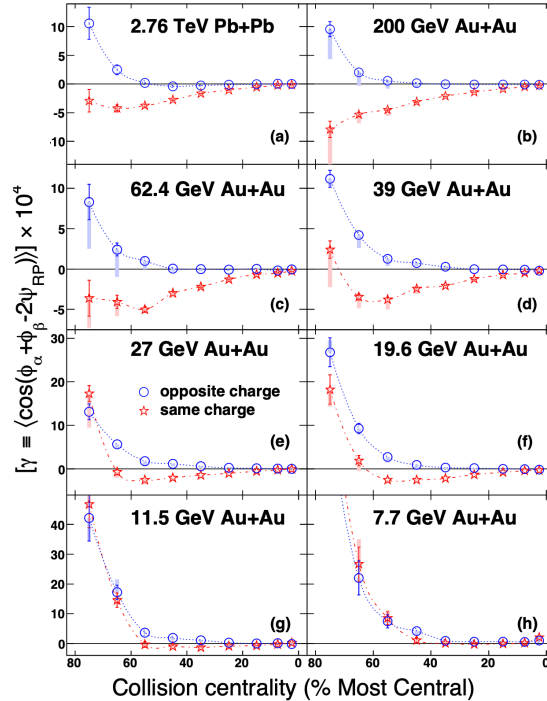 2.76 TeV Pb+Pb
200 GeV Au+Au
10
5
0
-5
-10
(a)
(b)
62.4 GeV Au+Au
39 GeV Au+Au
10
5
0
-5
(c)
(d)
[γ ≡ ⟨cos(ϕα+ϕβ-2ψRP)⟩] × 10⁴
27 GeV Au+Au
19.6 GeV Au+Au
30
20
10
0
opposite charge
same charge
(e)
(f)
11.5 GeV Au+Au
7.7 GeV Au+Au
40
30
20
10
0
(g)
(h)
80 60 40 20 0 80 60 40 20 0
Collision centrality (% Most Central)